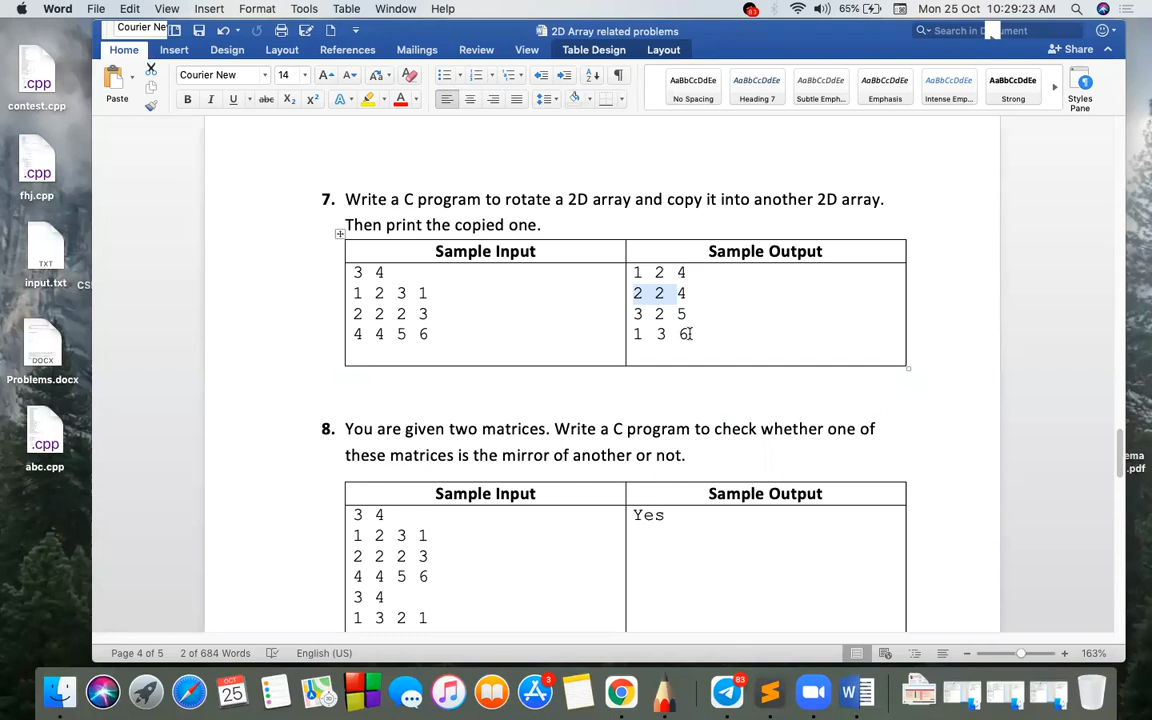 Word File Edit View Insert Format Tools Table Window Help 65% Mon 25 Oct 10:29:23 AM
2D Array related problems
Home Insert Design Layout References Mailings Review View Table Design Layout Share
Paste Courier New 14
AaBbCcDdEe AaBbCcDdEe AaBbCcDdEe AaBbCcDdEe AaBbCcDdEe AaBbCcDdEe
No Spacing Heading 7 Subtle Emph... Emphasis Intense Emp... Strong Styles
Pane
contest.cpp
fhj.cpp
TXT
input.txt
DOCX
Problems.docx
abc.cpp
.pdf
7. Write a C program to rotate a 2D array and copy it into another 2D array.
Then print the copied one.
Sample Input Sample Output
3 4 1 2 4
1 2 3 1 2 2 4
2 2 2 3 3 2 5
4 4 5 6 1 3 6
8. You are given two matrices. Write a C program to check whether one of
these matrices is the mirror of another or not.
Sample Input Sample Output
3 4 Yes
1 2 3 1
2 2 2 3
4 4 5 6
3 4
1 3 2 1
Page 4 of 5 2 of 684 Words English (US) 163%
OCT
25
3
83